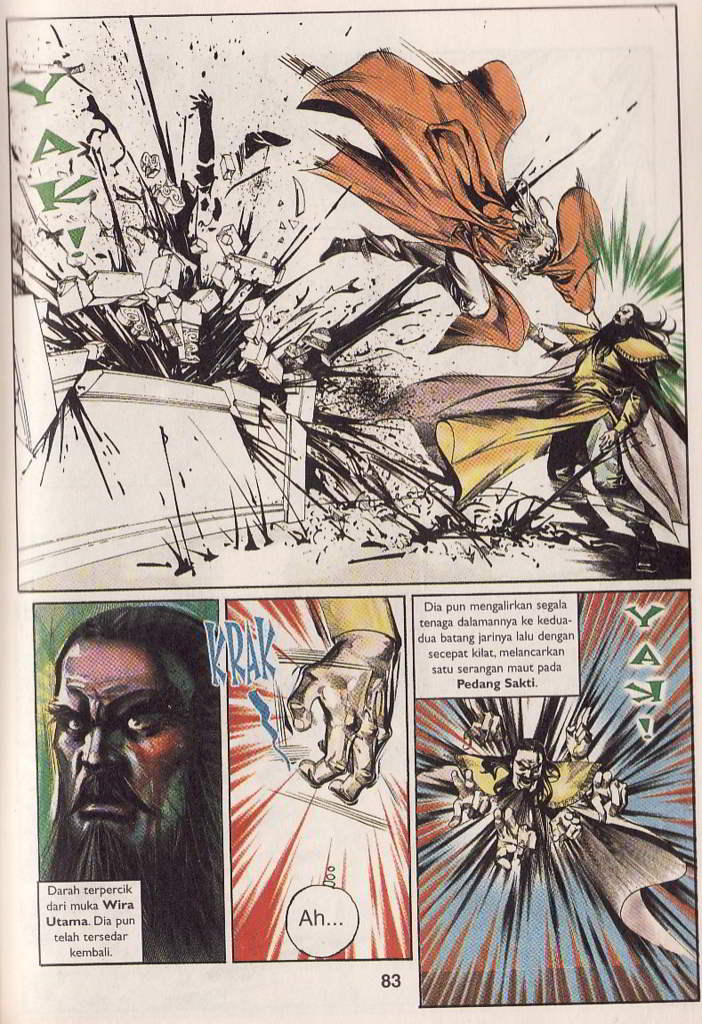 YAK!
Darah terpercik
dari muka Wira
Utama. Dia pun
telah tersedar
kembali.
KRAK
Ah...
Dia pun mengalirkan segala
tenaga dalamannya ke kedua-
dua batang jarinya lalu dengan
secepat kilat, melancarkan
satu serangan maut pada
Pedang Sakti.
YAK!
83